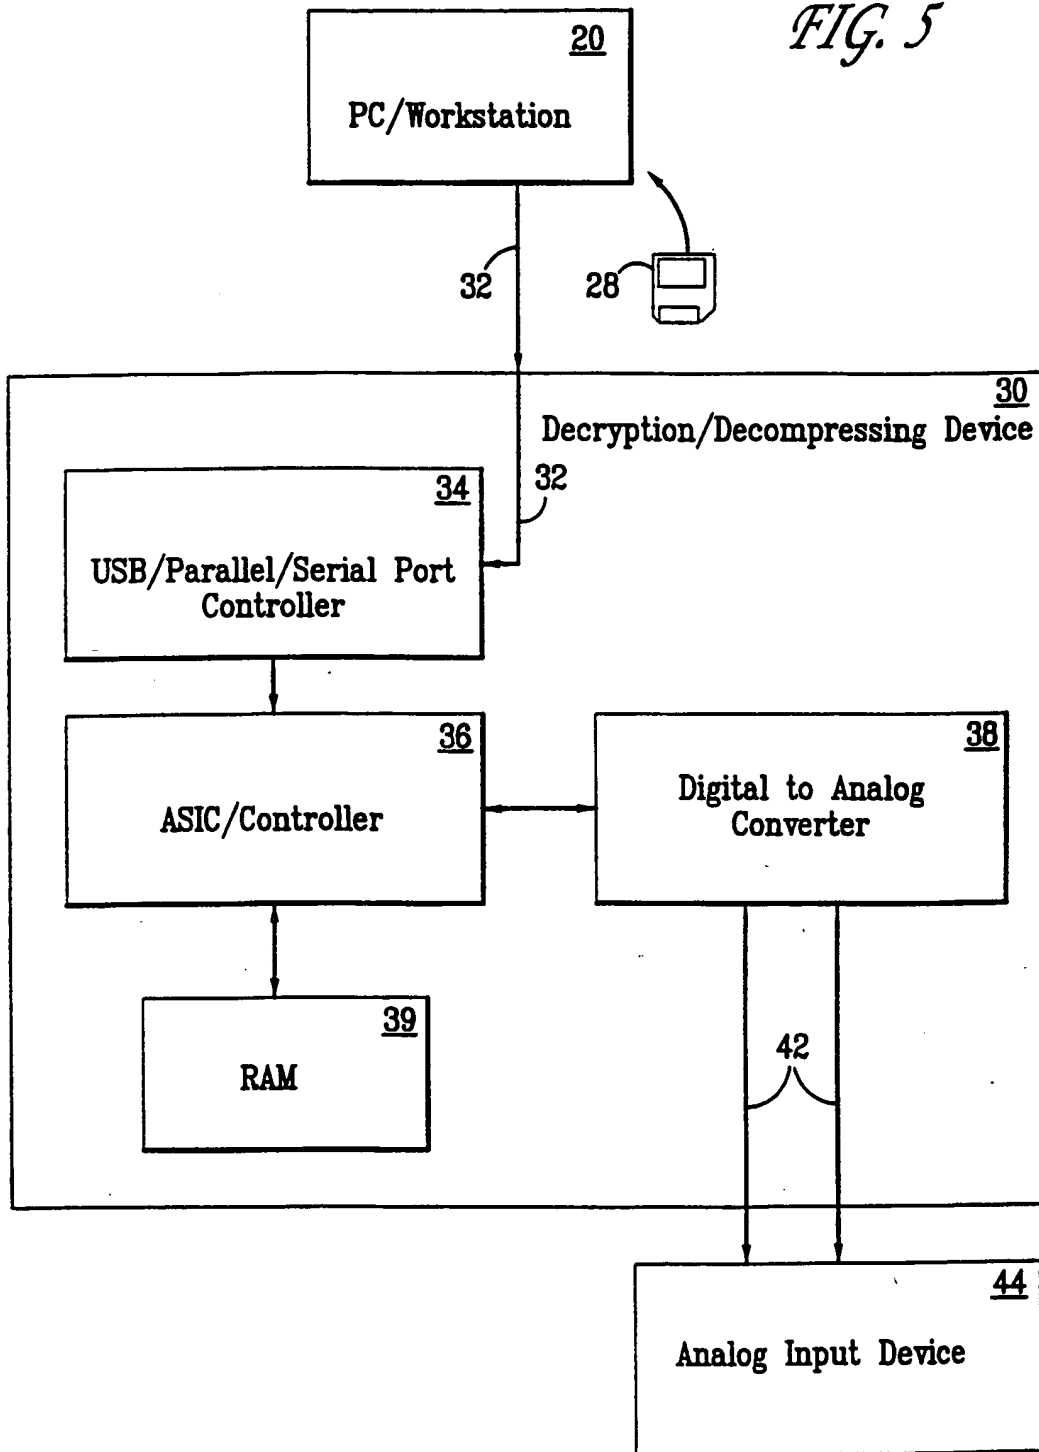 FIG. 5
20
PC/Workstation
32
28
30
Decryption/Decompressing Device
32
34
USB/Parallel/Serial Port
Controller
36
ASIC/Controller
38
Digital to Analog
Converter
39
RAM
42
44
Analog Input Device